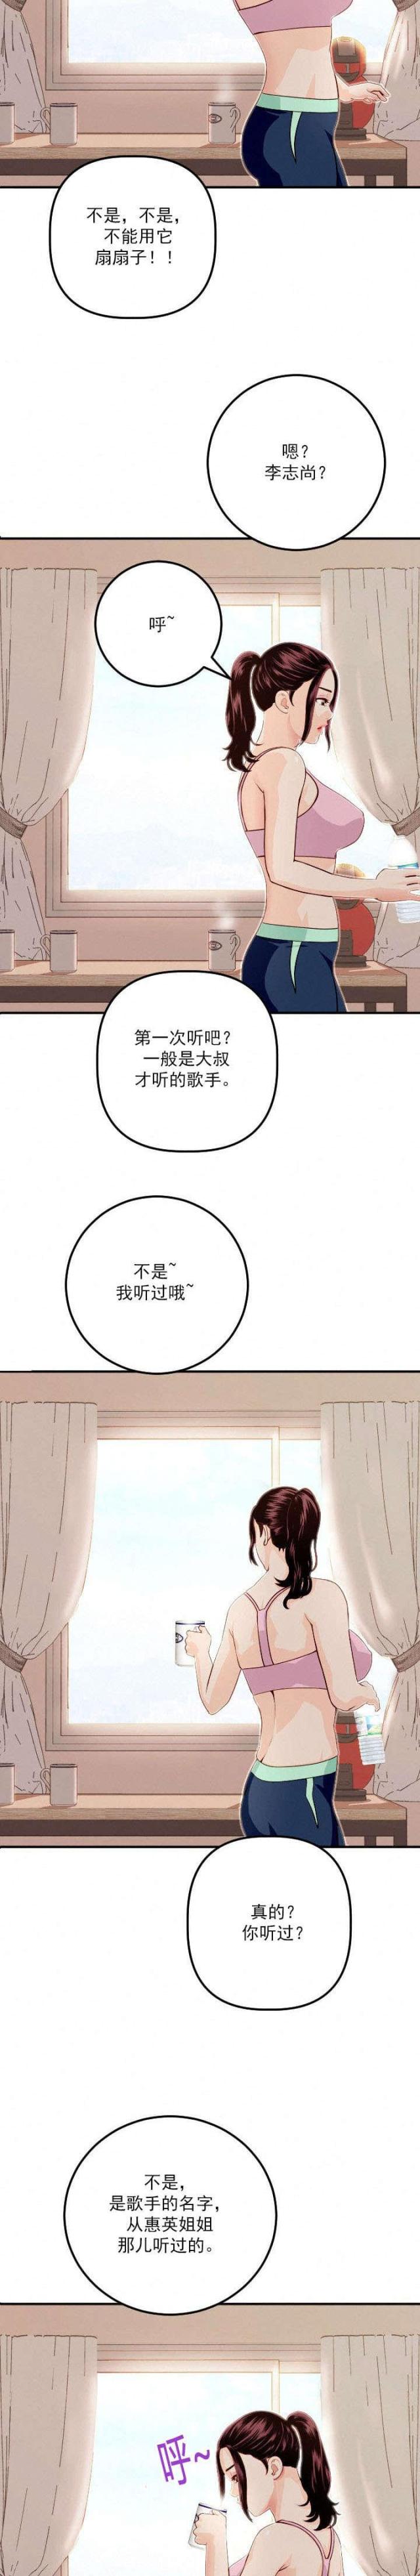 不是，不是，
不能用它
扇扇子！！
嗯？
李志尚？
呼~
第一次听吧？
一般是大叔
才听的歌手。
不是~
我听过哦~
真的？
你听过？
不是，
是歌手的名字，
从惠英姐姐
那儿听过的。
呼~